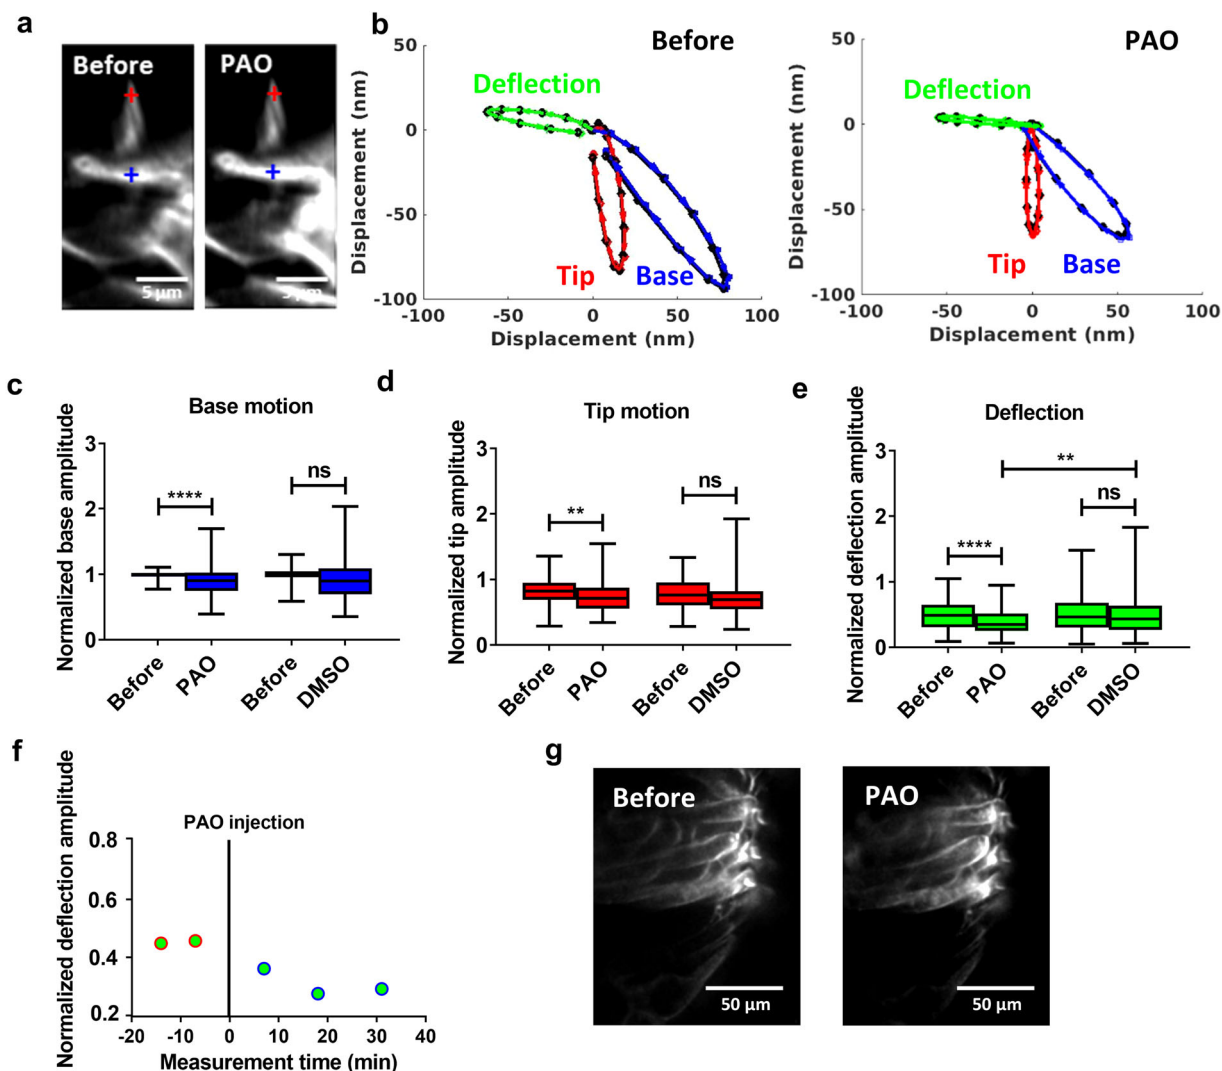 a
Before
PAO
5 µm
5 µm
b
Before
Deflection
Tip
Base
50
0
-50
-100
-100
-50
0
50
100
Displacement (nm)
Displacement (nm)
PAO
Deflection
Tip
Base
50
0
-50
-100
-100
-50
0
50
100
Displacement (nm)
Displacement (nm)
c
Base motion
Normalized base amplitude
3
2
1
0
****
ns
Before
PAO
Before
DMSO
d
Tip motion
Normalized tip amplitude
3
2
1
0
**
ns
Before
PAO
Before
DMSO
e
Deflection
Normalized deflection amplitude
3
2
1
0
**
****
ns
Before
PAO
Before
DMSO
f
PAO injection
Normalized deflection amplitude
0.8
0.6
0.4
0.2
-20
-10
0
10
20
30
40
Measurement time (min)
g
Before
50 µm
PAO
50 µm